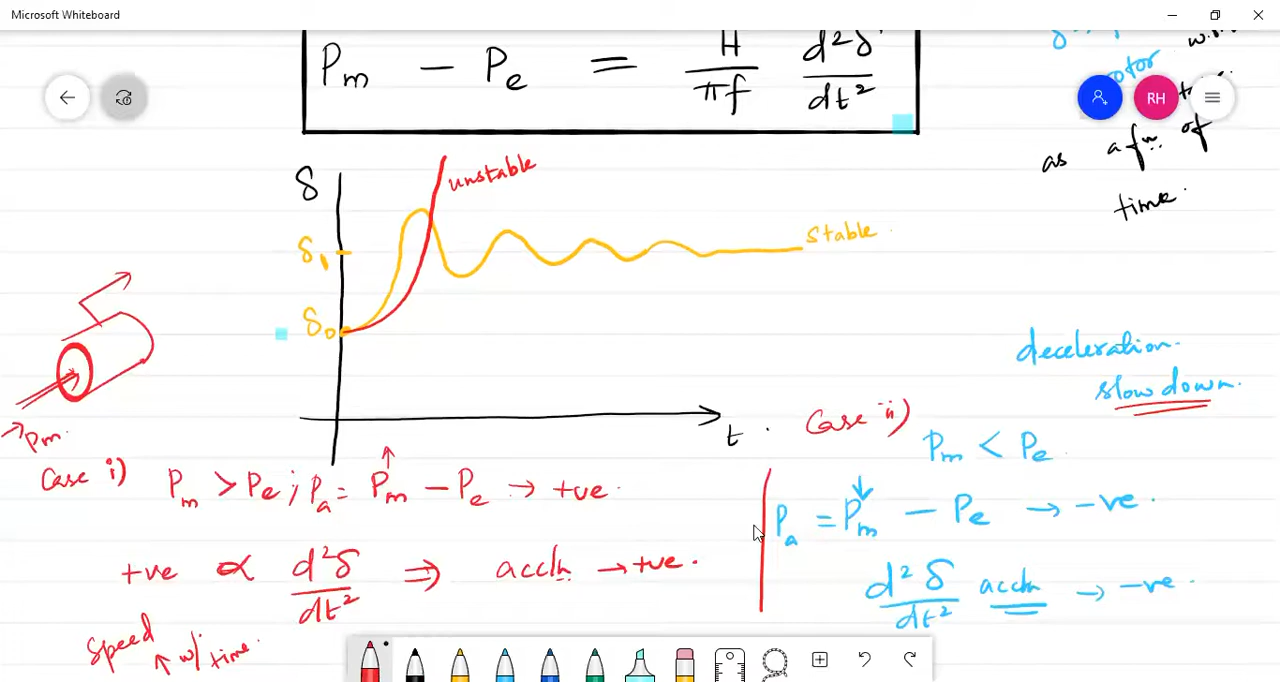 Microsoft Whiteboard
Pm - Pe = H/πf d²δ/dt²
rotor w.r.t
RH
as a fn of
time.
δ
unstable
δ1
stable
δ0
t.
→ Pm.
deceleration.
slow down.
Case i) Pm > Pe ; Pa = Pm↑ - Pe → +ve.
+ve ∝ d²δ/dt² ⇒ accln → +ve.
Speed ↑ w/ time.
Case ii)
Pm < Pe
Pa = Pm↓ - Pe → -ve.
d²δ/dt² accln → -ve.